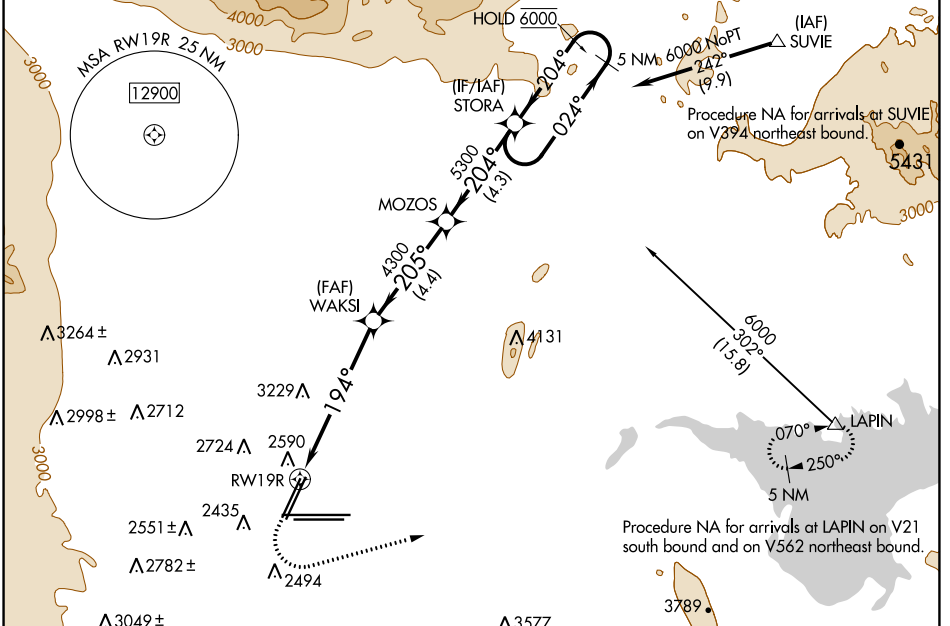 4000
3000
3000
MSA RW19R 25 NM
12900
HOLD 6000
(IAF)
SUVIE
5 NM
6000 NoPT
242°
(9.9)
204°
024°
(IF/IAF)
STORA
Procedure NA for arrivals at SUVIE
on V394 northeast bound.
5431
3000
5300
204°
(4.3)
MOZOS
4300
205°
(4.4)
(FAF)
WAKSI
3264 ±
2931
4131
6000
302°
(15.8)
3229
194°
2998 ±
2712
LAPIN
070°
250°
5 NM
2724
2590
3000
RW19R
2435
2551 ±
Procedure NA for arrivals at LAPIN on V21
south bound and on V562 northeast bound.
2782 ±
2494
3789
3049 ±
3577